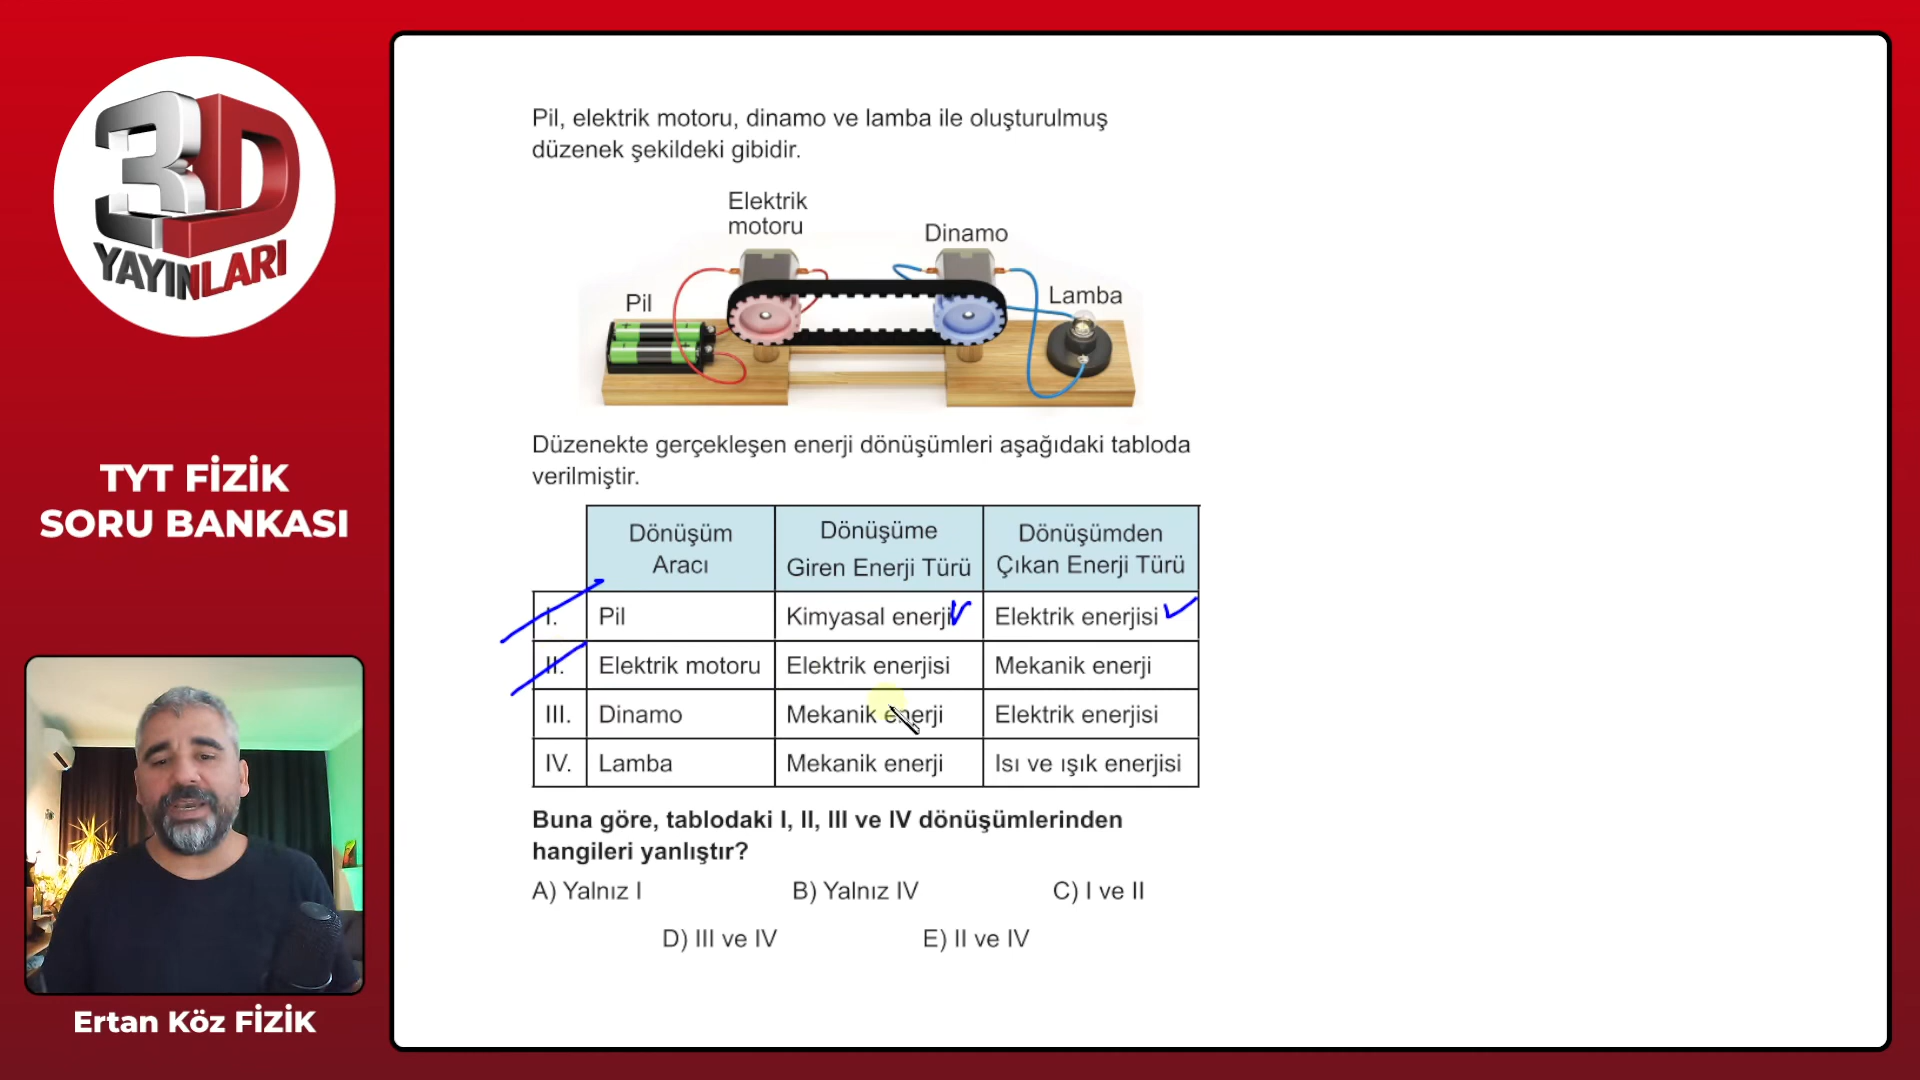 3D
YAYINLARI
TYT FİZİK
SORU BANKASI
Ertan Köz FİZİK
Pil, elektrik motoru, dinamo ve lamba ile oluşturulmuş
düzenek şekildeki gibidir.
Elektrik
motoru
Dinamo
Pil
Lamba
Düzenekte gerçekleşen enerji dönüşümleri aşağıdaki tabloda
verilmiştir.
Dönüşüm Aracı Dönüşüme Giren Enerji Türü Dönüşümden Çıkan Enerji Türü
I. Pil Kimyasal enerji Elektrik enerjisi
II. Elektrik motoru Elektrik enerjisi Mekanik enerji
III. Dinamo Mekanik enerji Elektrik enerjisi
IV. Lamba Mekanik enerji Isı ve ışık enerjisi
Buna göre, tablodaki I, II, III ve IV dönüşümlerinden
hangileri yanlıştır?
A) Yalnız I B) Yalnız IV C) I ve II
D) III ve IV E) II ve IV